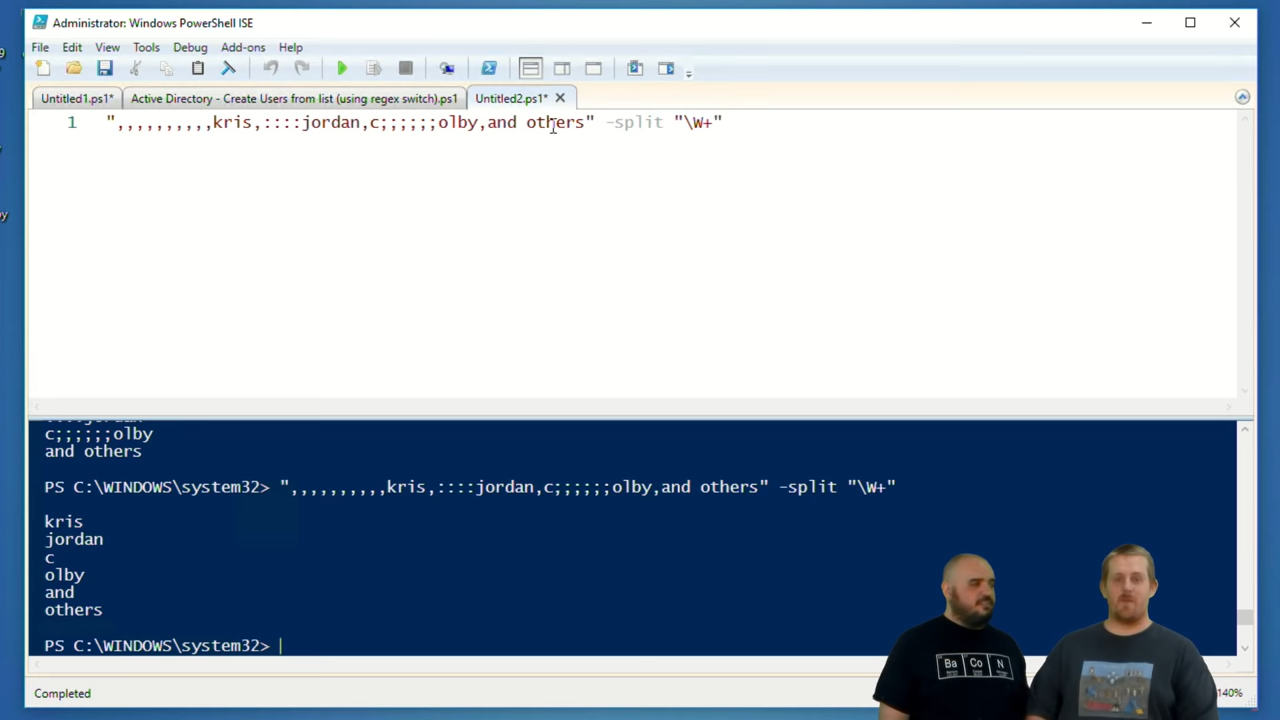 Administrator: Windows PowerShell ISE
File Edit View Tools Debug Add-ons Help
Untitled1.ps1* Active Directory - Create Users from list (using regex switch).ps1 Untitled2.ps1*
1 ",,,,,,,,,,kris,::::jordan,c;;;;;;olby,and others" -split "\W+"
c;;;;;;olby
and others
PS C:\WINDOWS\system32> ",,,,,,,,,,kris,::::jordan,c;;;;;;olby,and others" -split "\W+"
kris
jordan
c
olby
and
others
PS C:\WINDOWS\system32>
Ba Co N
Completed 140%